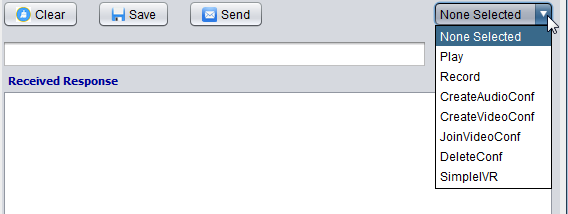 Clear Save Send None Selected
None Selected
Play
Record
CreateAudioConf
Received Response
CreateVideoConf
JoinVideoConf
DeleteConf
SimpleIVR